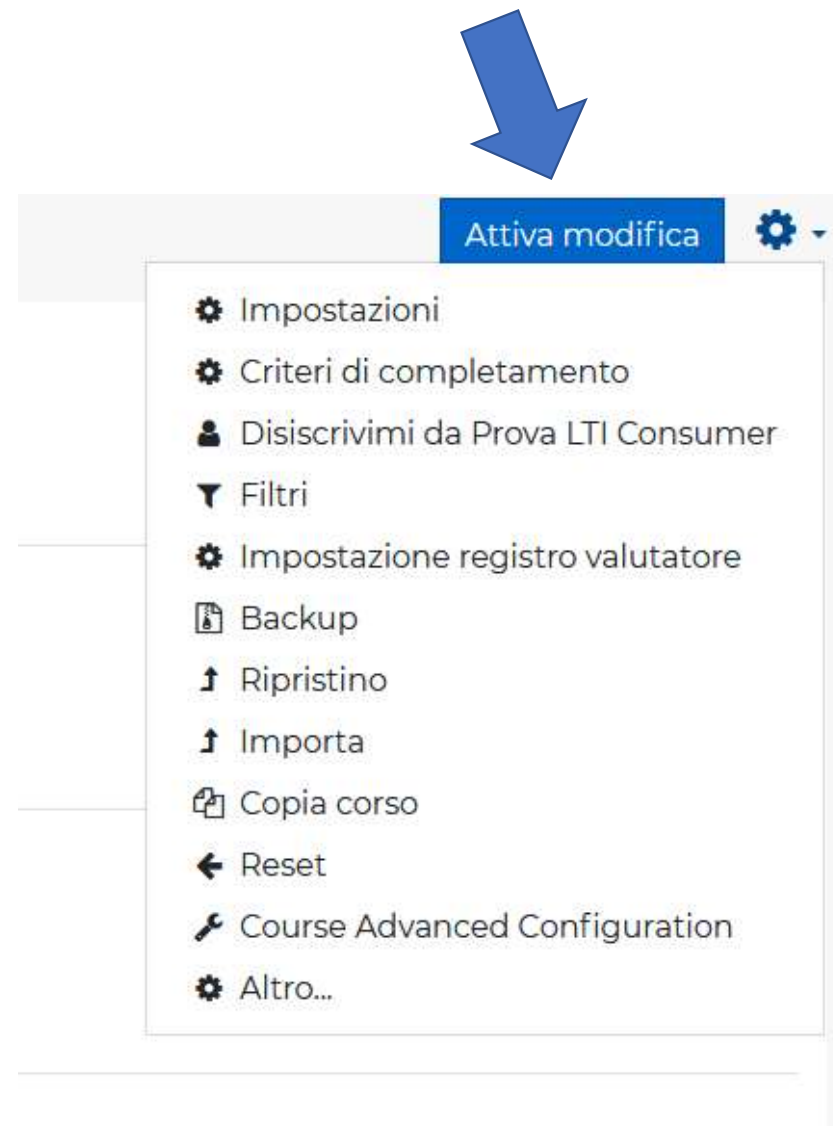 Attiva modifica
Impostazioni
Criteri di completamento
Disiscrivimi da Prova LTI Consumer
Filtri
Impostazione registro valutatore
Backup
Ripristino
Importa
Copia corso
Reset
Course Advanced Configuration
Altro...